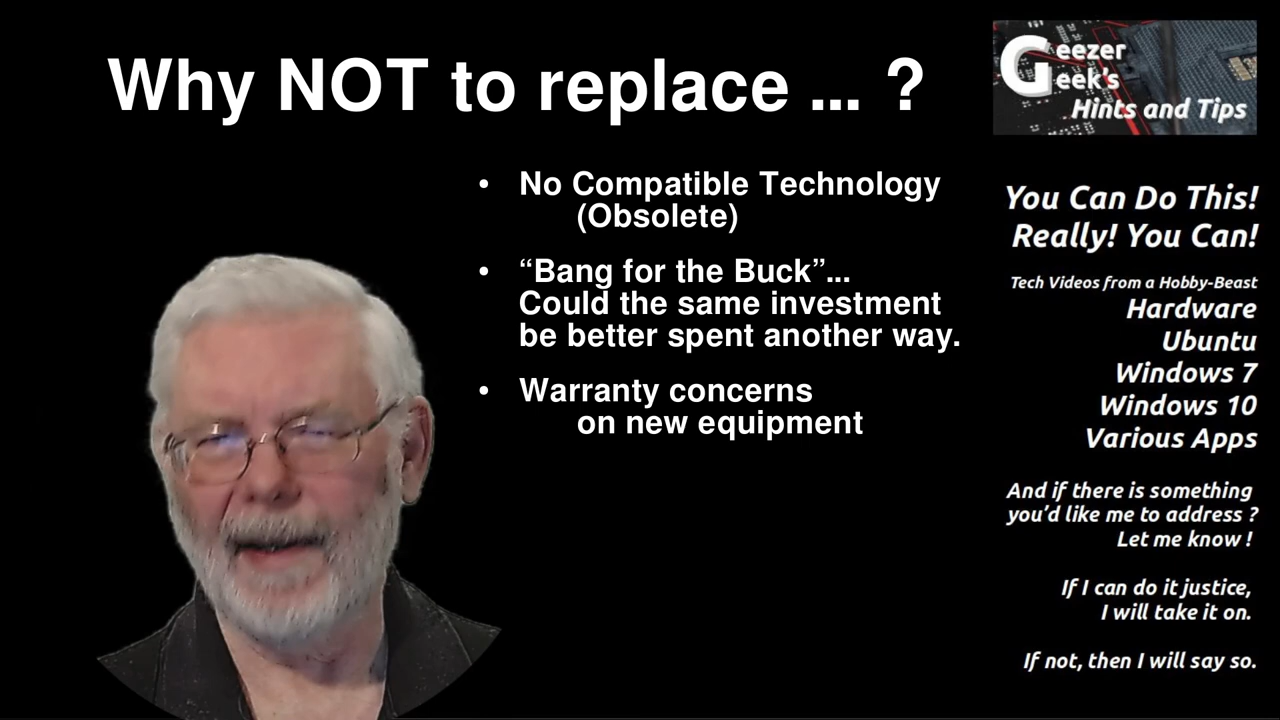 Why NOT to replace ... ?
• No Compatible Technology
(Obsolete)
• “Bang for the Buck”...
Could the same investment
be better spent another way.
• Warranty concerns
on new equipment
Geezer
Geek's
Hints and Tips
You Can Do This!
Really! You Can!
Tech Videos from a Hobby-Beast
Hardware
Ubuntu
Windows 7
Windows 10
Various Apps
And if there is something
you'd like me to address ?
Let me know !
If I can do it justice,
I will take it on.
If not, then I will say so.